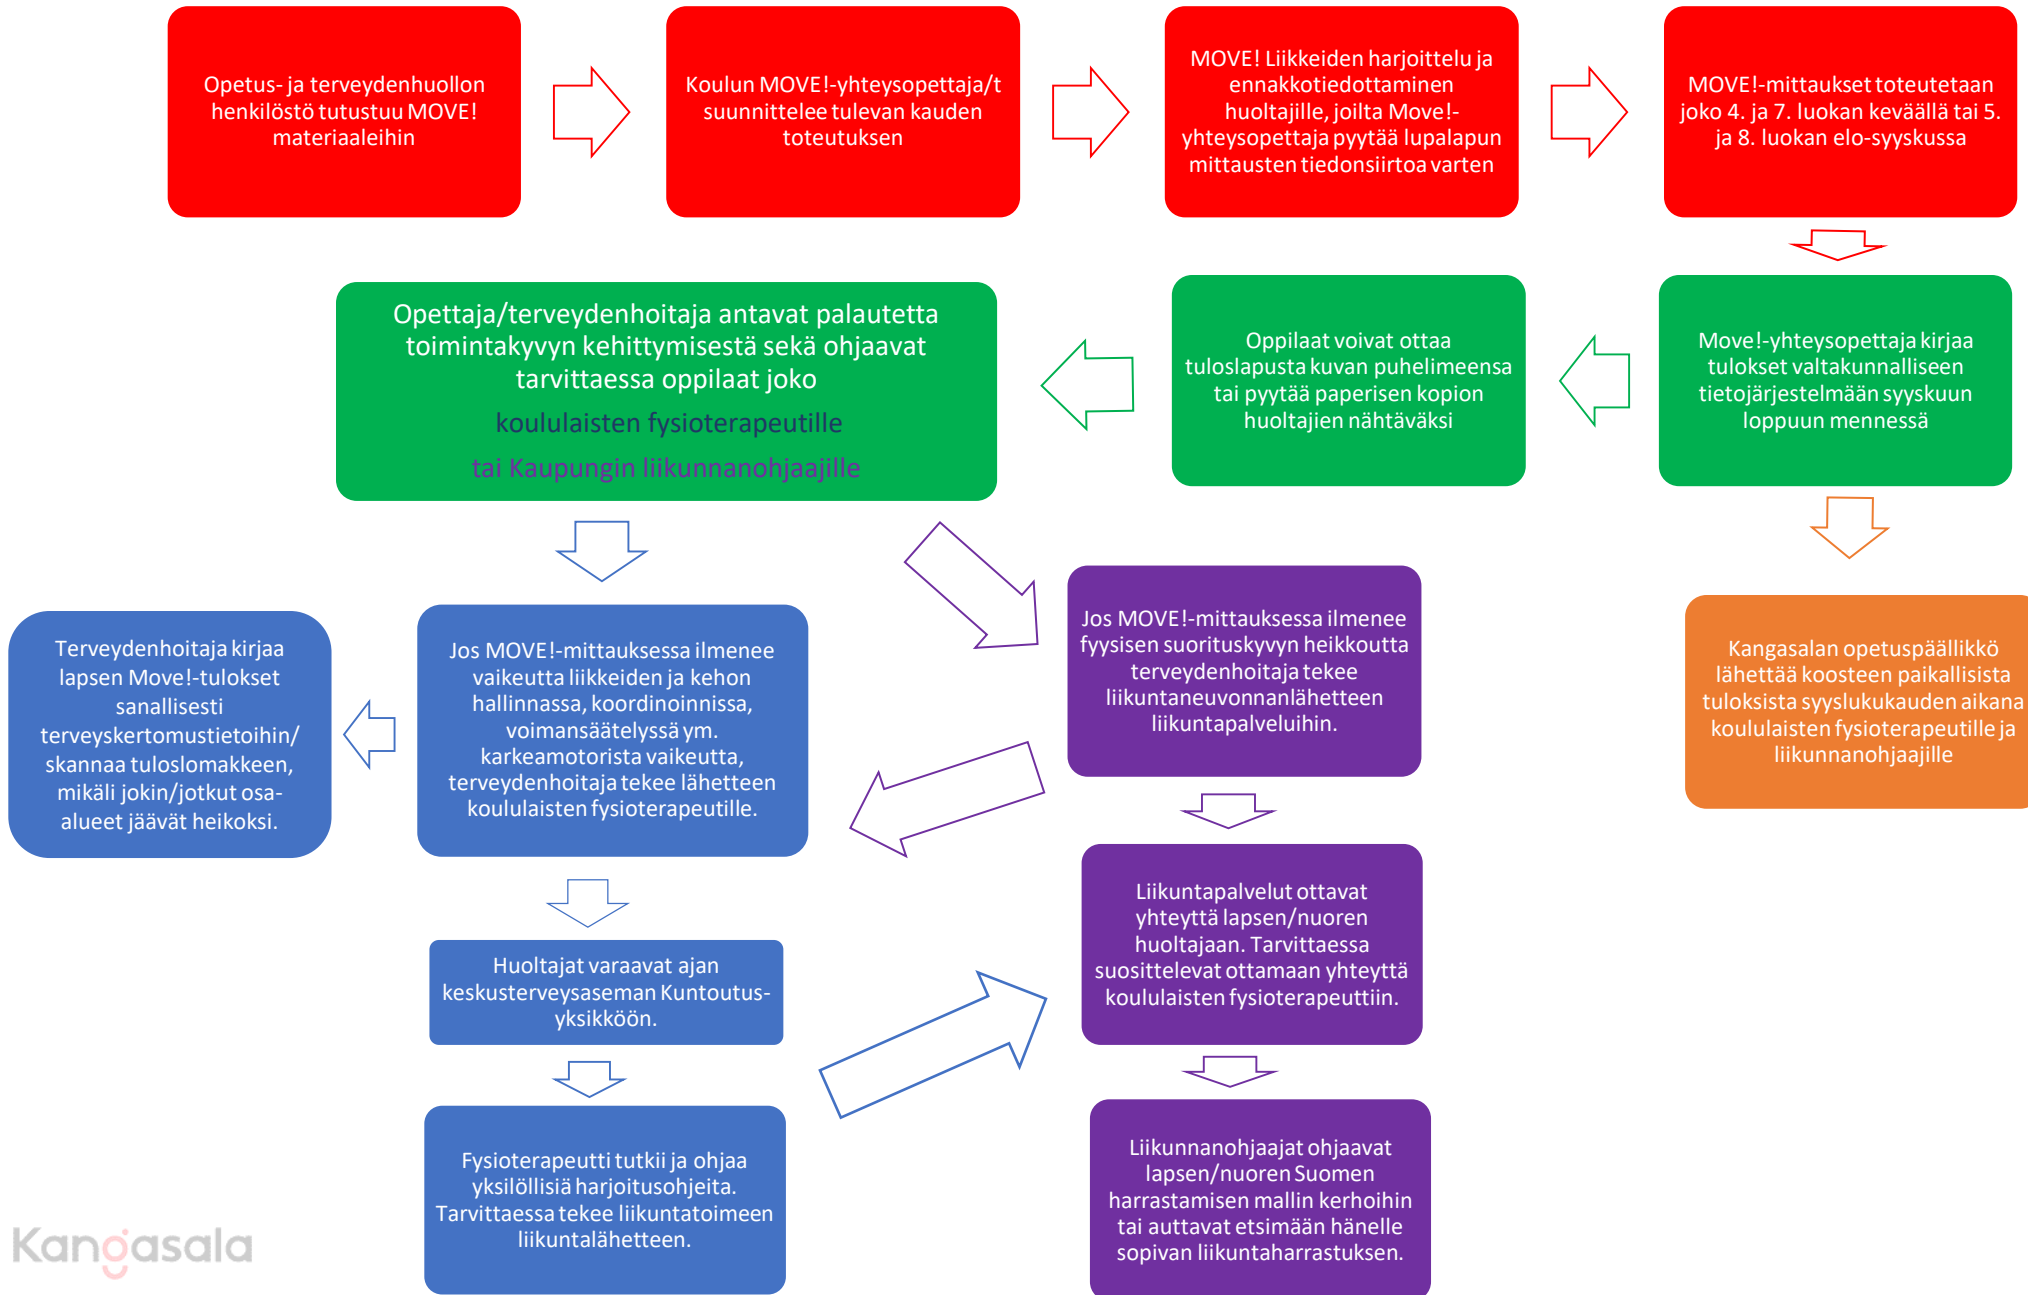 Opetus- ja terveydenhuollon
henkilöstö tutustuu MOVE!
materiaaleihin
Koulun MOVE!-yhteysopettaja/t
suunnittelee tulevan kauden
toteutuksen
MOVE! Liikkeiden harjoittelu ja
ennakkotiedottaminen
huoltajille, joilta Move!-
yhteysopettaja pyytää lupalapun
mittausten tiedonsiirtoa varten
MOVE!-mittaukset toteutetaan
joko 4. ja 7. luokan keväällä tai 5.
ja 8. luokan elo-syyskussa
Move!-yhteysopettaja kirjaa
tulokset valtakunnalliseen
tietojärjestelmään syyskuun
loppuun mennessä
Oppilaat voivat ottaa
tuloslapusta kuvan puhelimeensa
tai pyytää paperisen kopion
huoltajien nähtäväksi
Opettaja/terveydenhoitaja antavat palautetta
toimintakyvyn kehittymisestä sekä ohjaavat
tarvittaessa oppilaat joko
koululaisten fysioterapeutille
tai Kaupungin liikunnanohjaajille
Terveydenhoitaja kirjaa
lapsen Move!-tulokset
sanallisesti
terveyskertomustietoihin/
skannaa tuloslomakkeen,
mikäli jokin/jotkut osa-
alueet jäävät heikoksi.
Jos MOVE!-mittauksessa ilmenee
vaikeutta liikkeiden ja kehon
hallinnassa, koordinoinnissa,
voimansäätelyssä ym.
karkeamotorista vaikeutta,
terveydenhoitaja tekee lähetteen
koululaisten fysioterapeutille.
Jos MOVE!-mittauksessa ilmenee
fyysisen suorituskyvyn heikkoutta
terveydenhoitaja tekee
liikuntaneuvonnanlähetteen
liikuntapalveluihin.
Kangasalan opetuspäällikkö
lähettää koosteen paikallisista
tuloksista syyslukukauden aikana
koululaisten fysioterapeutille ja
liikunnanohjaajille
Huoltajat varaavat ajan
keskusterveysaseman Kuntoutus-
yksikköön.
Liikuntapalvelut ottavat
yhteyttä lapsen/nuoren
huoltajaan. Tarvittaessa
suosittelevat ottamaan yhteyttä
koululaisten fysioterapeuttiin.
Fysioterapeutti tutkii ja ohjaa
yksilöllisiä harjoitusohjeita.
Tarvittaessa tekee liikuntatoimeen
liikuntalähetteen.
Liikunnanohjaajat ohjaavat
lapsen/nuoren Suomen
harrastamisen mallin kerhoihin
tai auttavat etsimään hänelle
sopivan liikuntaharrastuksen.
Kangasala